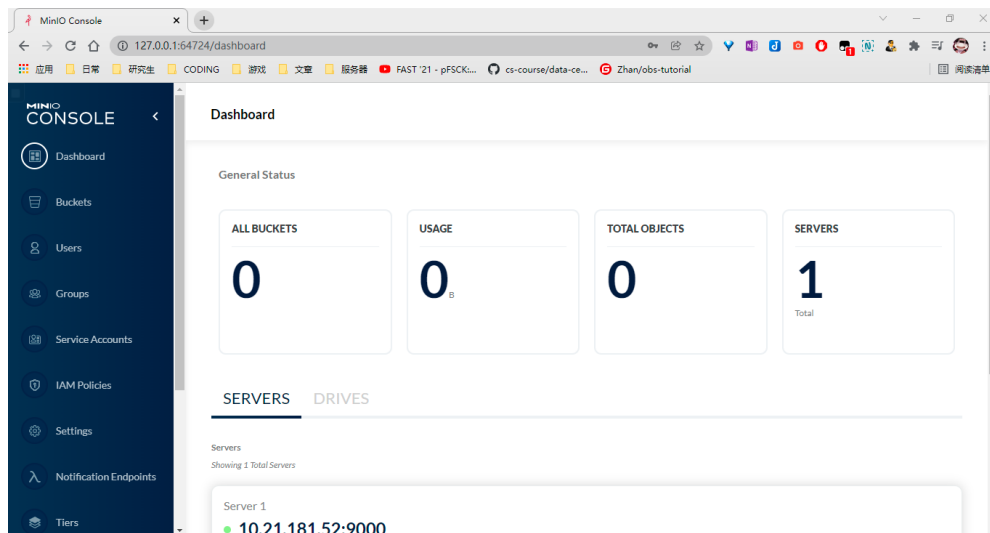 MinIO Console
127.0.0.1:64724/dashboard
应用 日常 研究生 CODING 游戏 文章 服务器 FAST '21 - pFSCK:... cs-course/data-ce... Zhan/obs-tutorial 阅读清单
MINIO
CONSOLE
Dashboard
Buckets
Users
Groups
Service Accounts
IAM Policies
Settings
Notification Endpoints
Tiers
Dashboard
General Status
ALL BUCKETS
0
USAGE
0 B
TOTAL OBJECTS
0
SERVERS
1
Total
SERVERS DRIVES
Servers
Showing 1 Total Servers
Server 1
10.21.181.52:9000